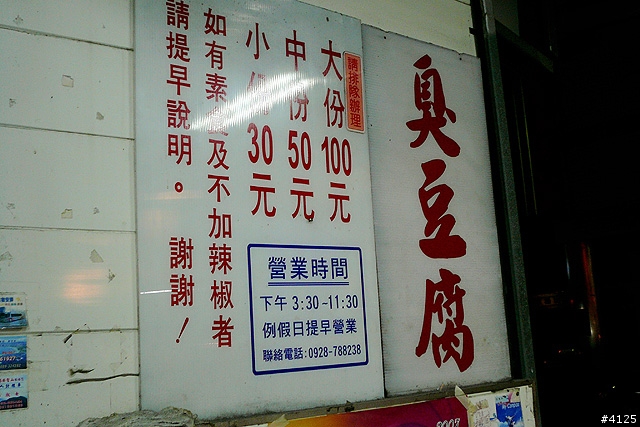 臭豆腐
請排隊辦理
大份100元
中份50元
小份30元
如有素食及不加辣椒者
請提早說明。謝謝!
營業時間
下午 3:30~11:30
例假日提早營業
聯絡電話:0928-788238
2007
#4125